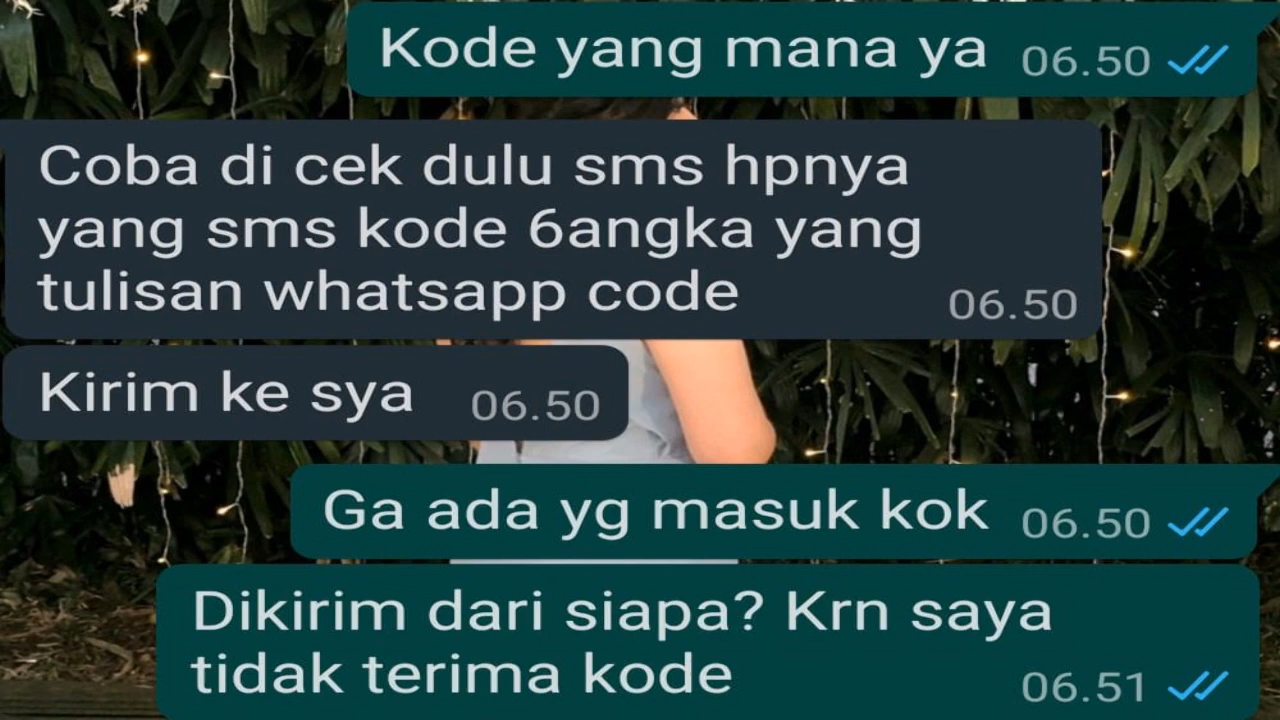 Kode yang mana ya 06.50
Coba di cek dulu sms hpnya
yang sms kode 6angka yang
tulisan whatsapp code 06.50
Kirim ke sya 06.50
Ga ada yg masuk kok 06.50
Dikirim dari siapa? Krn saya
tidak terima kode 06.51